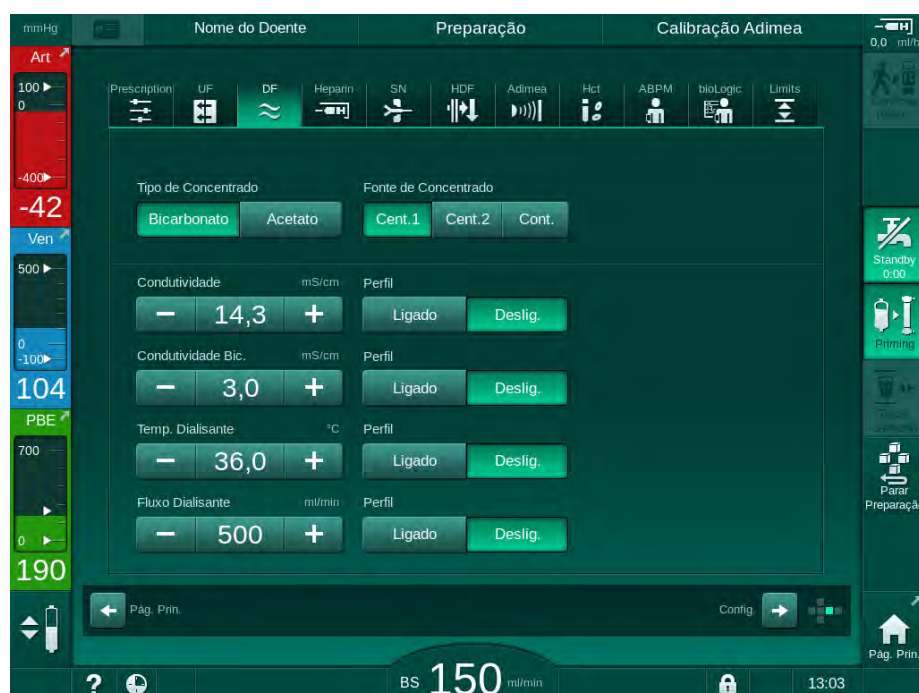 mmHg
Nome do Doente
Preparação
Calibração Adimea
0,0 ml/h
Art
100
0
-400
-42
Ven
500
0
-100
104
PBE
700
0
190
Prescription
UF
DF
Heparin
SN
HDF
Adimea
Hct
ABPM
bioLogic
Limits
Tipo de Concentrado
Fonte de Concentrado
Bicarbonato
Acetato
Cent.1
Cent.2
Cont.
Condutividade mS/cm
Perfil
− 14,3 +
Ligado
Deslig.
Condutividade Bic. mS/cm
Perfil
− 3,0 +
Ligado
Deslig.
Temp. Dialisante °C
Perfil
− 36,0 +
Ligado
Deslig.
Fluxo Dialisante ml/min
Perfil
− 500 +
Ligado
Deslig.
Pág. Prin.
Config.
Standby
0:00
Priming
Parar
Preparaçã
Pág. Prin.
?
BS 150 ml/min
13:03